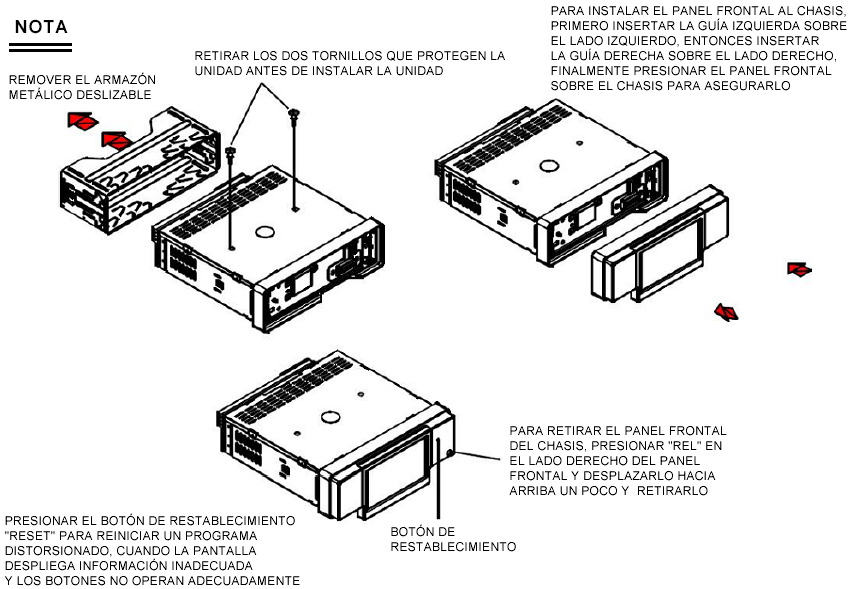 NOTA
REMOVER EL ARMAZÓN
METÁLICO DESLIZABLE
RETIRAR LOS DOS TORNILLOS QUE PROTEGEN LA
UNIDAD ANTES DE INSTALAR LA UNIDAD
PARA INSTALAR EL PANEL FRONTAL AL CHASIS,
PRIMERO INSERTAR LA GUÍA IZQUIERDA SOBRE
EL LADO IZQUIERDO, ENTONCES INSERTAR
LA GUÍA DERECHA SOBRE EL LADO DERECHO,
FINALMENTE PRESIONAR EL PANEL FRONTAL
SOBRE EL CHASIS PARA ASEGURARLO
PARA RETIRAR EL PANEL FRONTAL
DEL CHASIS, PRESIONAR "REL" EN
EL LADO DERECHO DEL PANEL
FRONTAL Y DESPLAZARLO HACIA
ARRIBA UN POCO Y RETIRARLO
BOTÓN DE
RESTABLECIMIENTO
PRESIONAR EL BOTÓN DE RESTABLECIMIENTO
"RESET" PARA REINICIAR UN PROGRAMA
DISTORSIONADO, CUANDO LA PANTALLA
DESPLIEGA INFORMACIÓN INADECUADA
Y LOS BOTONES NO OPERAN ADECUADAMENTE